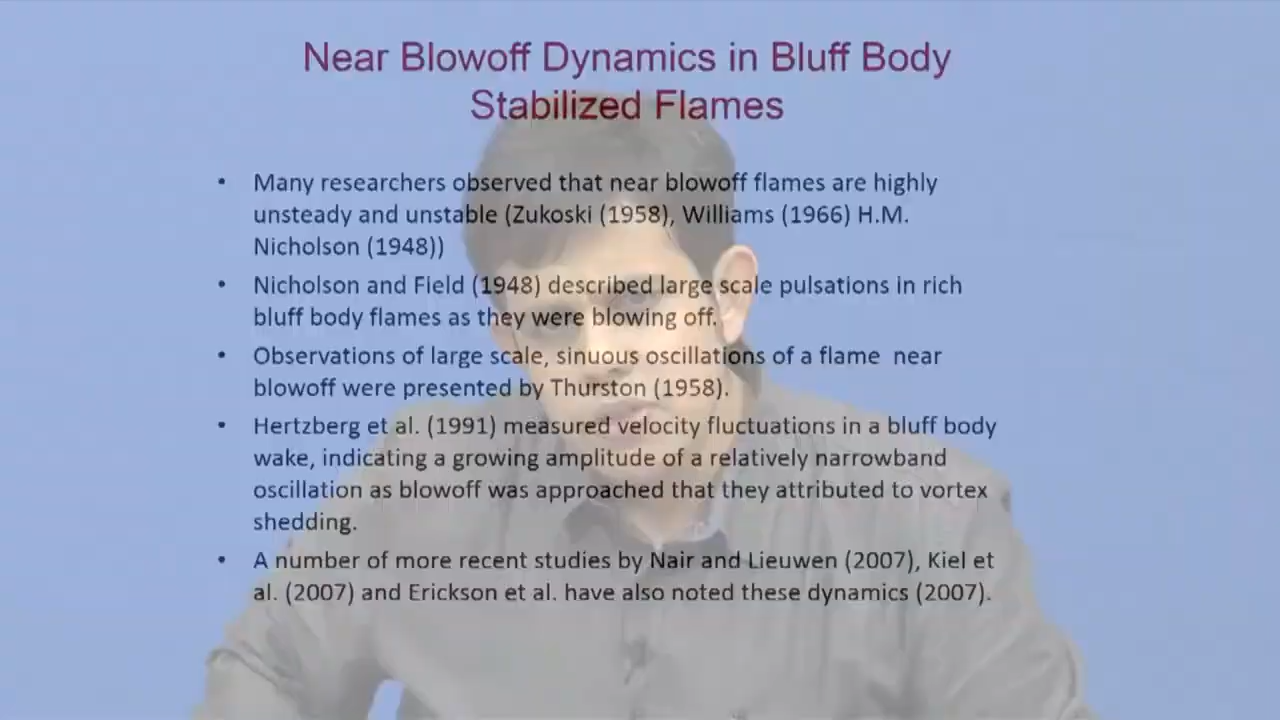 Near Blowoff Dynamics in Bluff Body
Stabilized Flames
• Many researchers observed that near blowoff flames are highly
unsteady and unstable (Zukoski (1958), Williams (1966) H.M.
Nicholson (1948))
• Nicholson and Field (1948) described large scale pulsations in rich
bluff body flames as they were blowing off.
• Observations of large scale, sinuous oscillations of a flame near
blowoff were presented by Thurston (1958).
• Hertzberg et al. (1991) measured velocity fluctuations in a bluff body
wake, indicating a growing amplitude of a relatively narrowband
oscillation as blowoff was approached that they attributed to vortex
shedding.
• A number of more recent studies by Nair and Lieuwen (2007), Kiel et
al. (2007) and Erickson et al. have also noted these dynamics (2007).